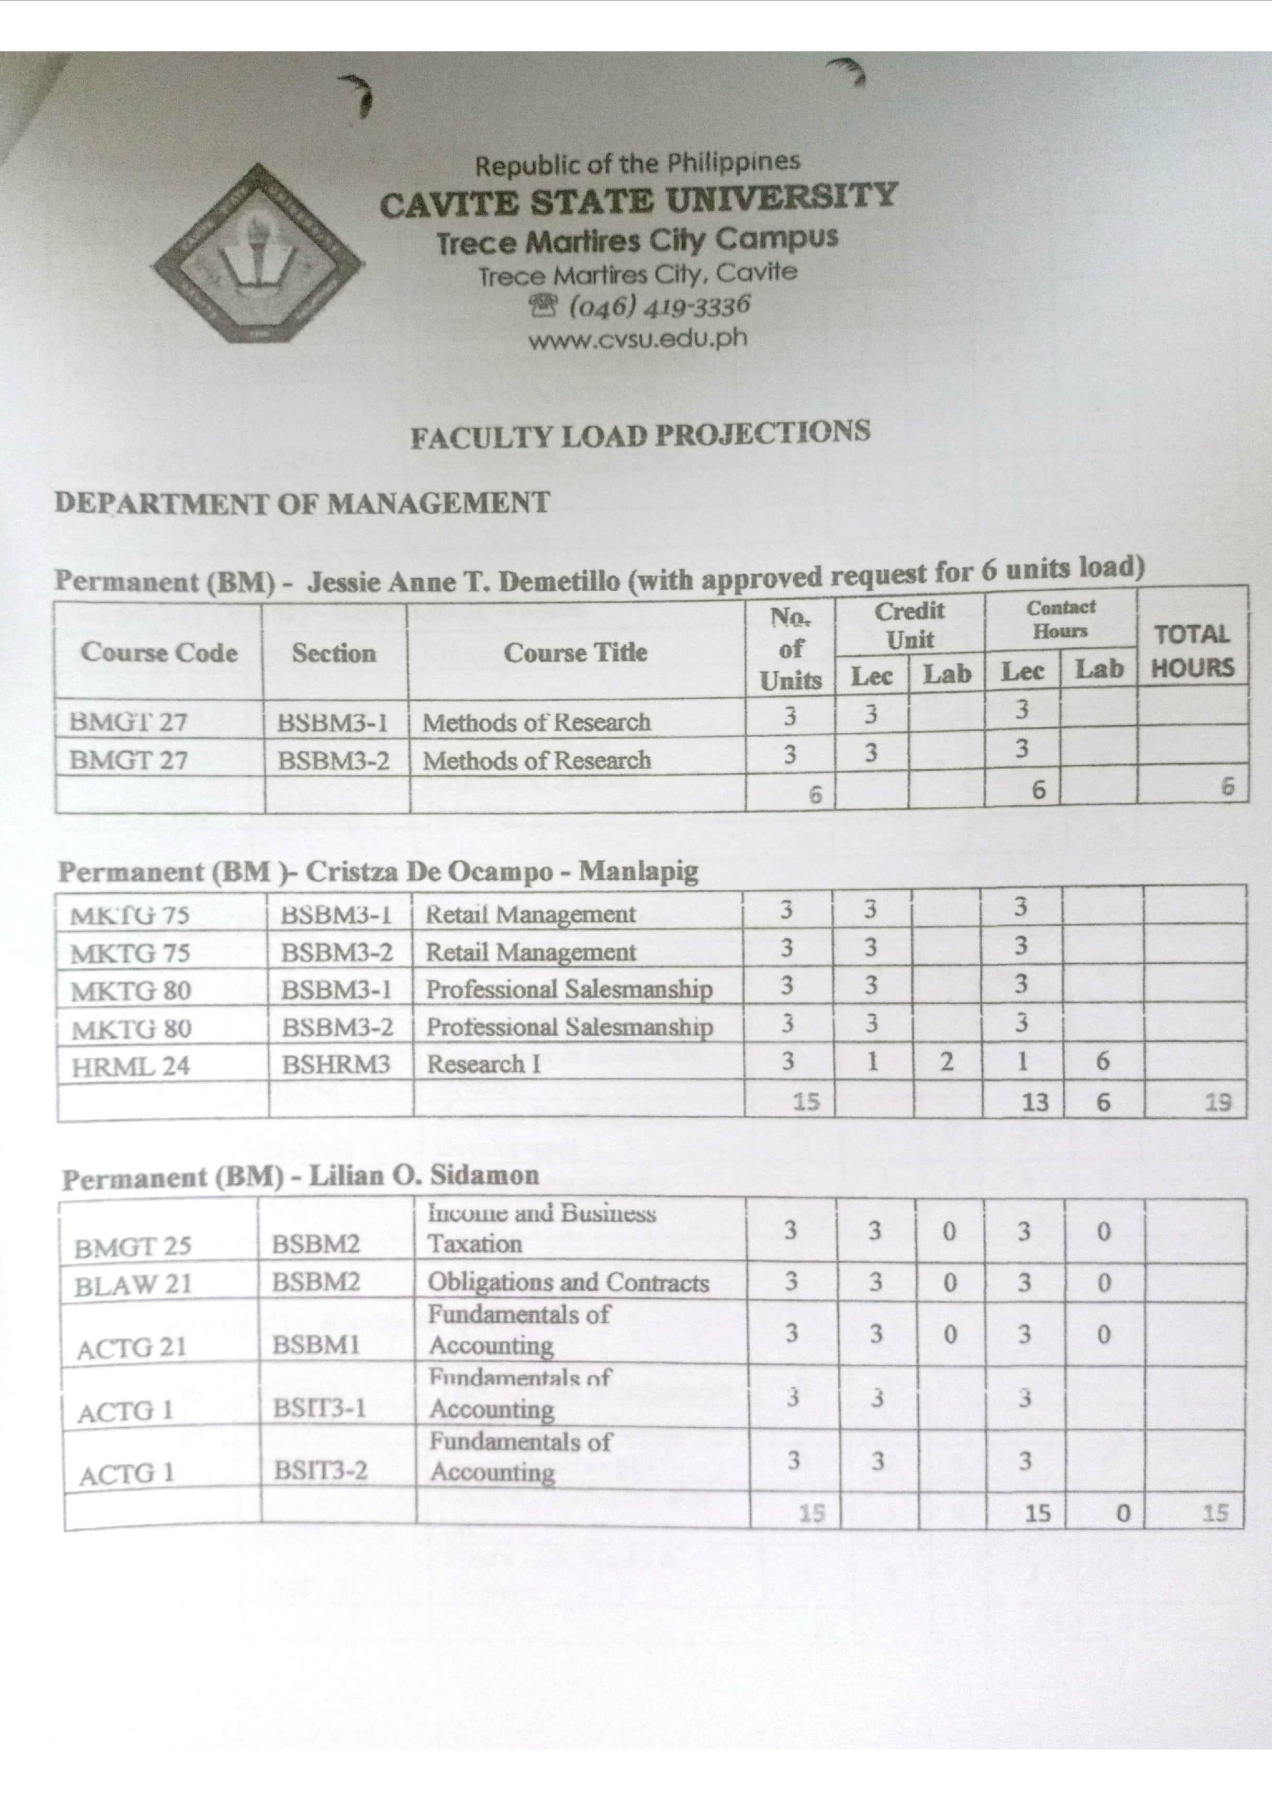 Republic of the Philippines
CAVITE STATE UNIVERSITY
Trece Martires City Campus
Trece Martires City, Cavite
☏ (046) 419-3336
www.cvsu.edu.ph
FACULTY LOAD PROJECTIONS
DEPARTMENT OF MANAGEMENT
Permanent (BM) - Jessie Anne T. Demetillo (with approved request for 6 units load)
Course Code Section Course Title No. of Units Credit Unit Contact Hours TOTAL HOURS
Lec Lab Lec Lab
BMGT 27 BSBM3-1 Methods of Research 3 3 3
BMGT 27 BSBM3-2 Methods of Research 3 3 3
6 6 6
Permanent (BM )- Cristza De Ocampo - Manlapig
MKTG 75 BSBM3-1 Retail Management 3 3 3
MKTG 75 BSBM3-2 Retail Management 3 3 3
MKTG 80 BSBM3-1 Professional Salesmanship 3 3 3
MKTG 80 BSBM3-2 Professional Salesmanship 3 3 3
HRML 24 BSHRM3 Research I 3 1 2 1 6
15 13 6 19
Permanent (BM) - Lilian O. Sidamon
BMGT 25 BSBM2 Income and Business Taxation 3 3 0 3 0
BLAW 21 BSBM2 Obligations and Contracts 3 3 0 3 0
ACTG 21 BSBM1 Fundamentals of Accounting 3 3 0 3 0
ACTG 1 BSIT3-1 Fundamentals of Accounting 3 3 3
ACTG 1 BSIT3-2 Fundamentals of Accounting 3 3 3
15 15 0 15